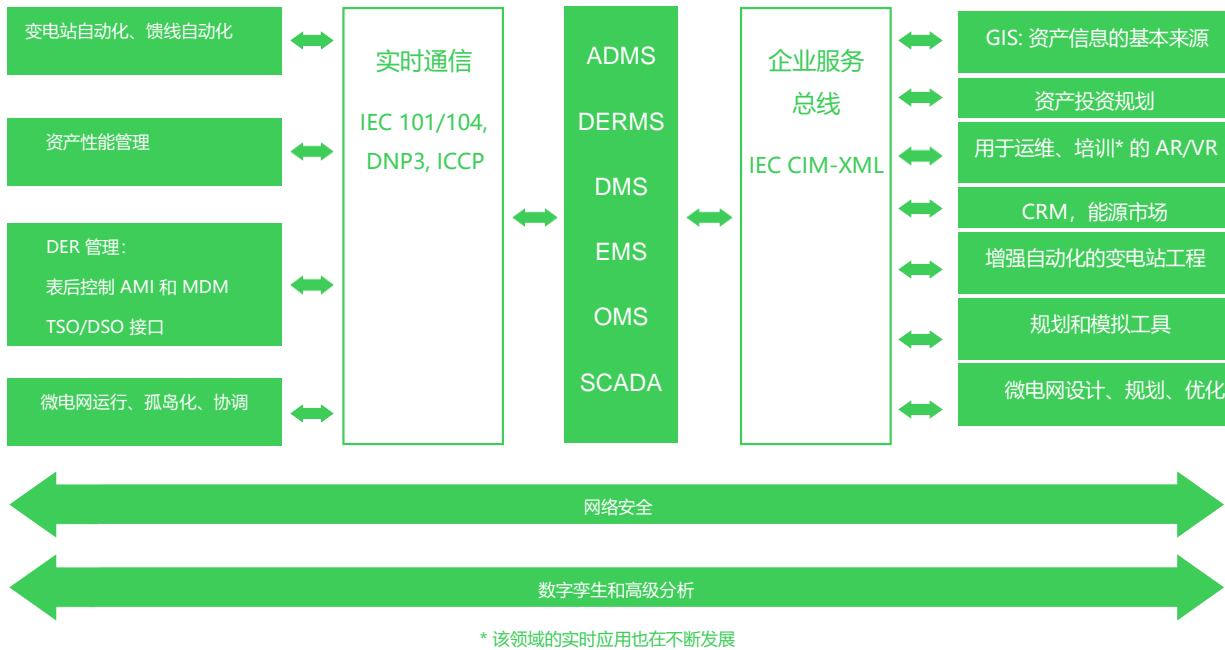 变电站自动化、馈线自动化
资产性能管理
DER 管理：
表后控制 AMI 和 MDM
TSO/DSO 接口
微电网运行、孤岛化、协调
实时通信
IEC 101/104,
DNP3, ICCP
ADMS
DERMS
DMS
EMS
OMS
SCADA
企业服务
总线
IEC CIM-XML
GIS: 资产信息的基本来源
资产投资规划
用于运维、培训* 的 AR/VR
CRM，能源市场
增强自动化的变电站工程
规划和模拟工具
微电网设计、规划、优化
网络安全
数字孪生和高级分析
* 该领域的实时应用也在不断发展